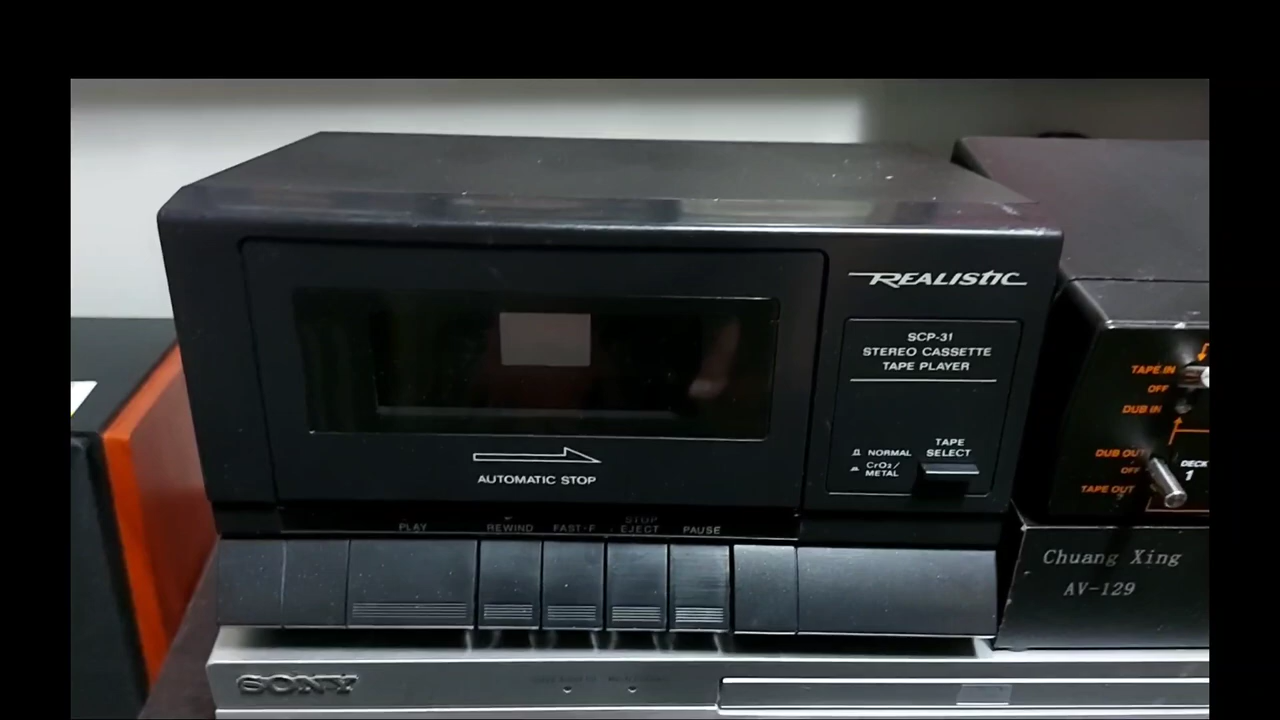 REALISTIC
SCP-31
STEREO CASSETTE
TAPE PLAYER
TAPE
SELECT
NORMAL
CrO2/
METAL
AUTOMATIC STOP
PLAY
REWIND
FAST-F
STOP
EJECT
PAUSE
TAPE IN
OFF
DUB IN
DUB OUT
OFF
TAPE OUT
DECK
1
Chuang Xing
AV-129
SONY